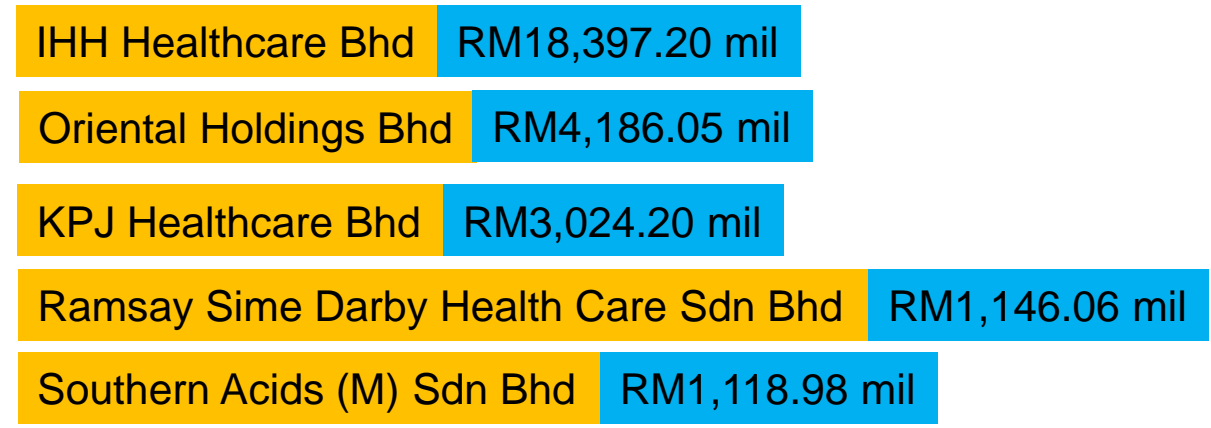 IHH Healthcare Bhd RM18,397.20 mil
Oriental Holdings Bhd RM4,186.05 mil
KPJ Healthcare Bhd RM3,024.20 mil
Ramsay Sime Darby Health Care Sdn Bhd RM1,146.06 mil
Southern Acids (M) Sdn Bhd RM1,118.98 mil